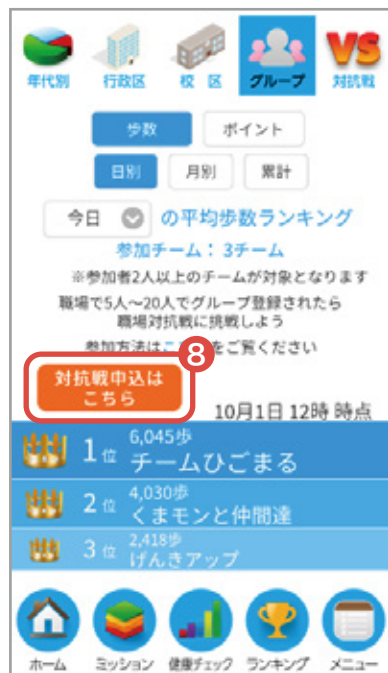 VS
年代別 行政区 校 区 グループ 対抗戦
歩数 ポイント
日別 月別 累計
今日 の平均歩数ランキング
参加チーム： 3チーム
※参加者2人以上のチームが対象となります
職場で5人～20人でグループ登録されたら
職場対抗戦に挑戦しよう
参加方法はこ をご覧ください
8
対抗戦申込は
こちら
10月1日 12時 時点
6,045歩
1位 チームひごまる
4,030歩
2位 くまモンと仲間達
2,418歩
3位 げんきアップ
ホーム ミッション 健康チェック ランキング メニュー